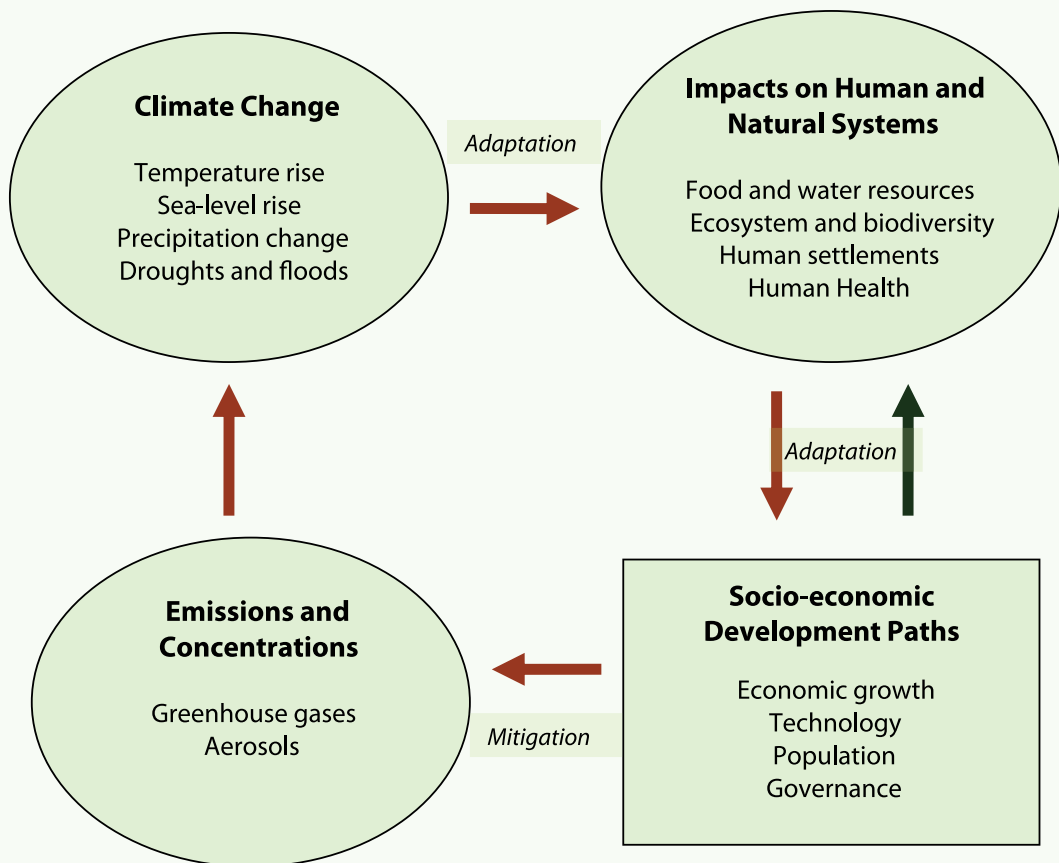 Climate Change
Temperature rise
Sea-level rise
Precipitation change
Droughts and floods
Adaptation
Impacts on Human and
Natural Systems
Food and water resources
Ecosystem and biodiversity
Human settlements
Human Health
Adaptation
Emissions and
Concentrations
Greenhouse gases
Aerosols
Mitigation
Socio-economic
Development Paths
Economic growth
Technology
Population
Governance